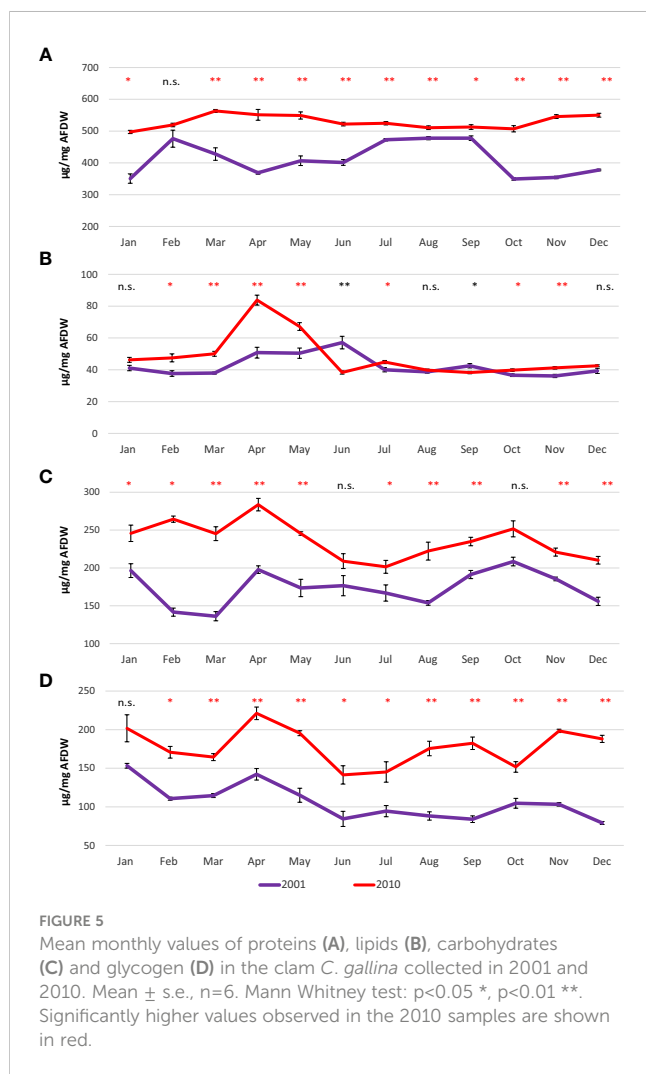 A
700
600
500
400
300
200
µg/mg AFDW
* n.s. ** ** ** ** ** ** * ** ** **
Jan Feb Mar Apr May Jun Jul Aug Sep Oct Nov Dec
B
100
80
60
40
20
0
µg/mg AFDW
n.s. * ** ** ** ** * n.s. * * ** n.s.
Jan Feb Mar Apr May Jun Jul Aug Sep Oct Nov Dec
C
300
250
200
150
100
µg/mg AFDW
* * ** ** ** n.s. * ** ** n.s. ** **
Jan Feb Mar Apr May Jun Jul Aug Sep Oct Nov Dec
D
250
200
150
100
50
µg/mg AFDW
n.s. * ** ** ** * * ** ** ** ** **
Jan Feb Mar Apr May Jun Jul Aug Sep Oct Nov Dec
2001 2010
FIGURE 5
Mean monthly values of proteins (A), lipids (B), carbohydrates
(C) and glycogen (D) in the clam C. gallina collected in 2001 and
2010. Mean ± s.e., n=6. Mann Whitney test: p<0.05 *, p<0.01 **.
Significantly higher values observed in the 2010 samples are shown
in red.